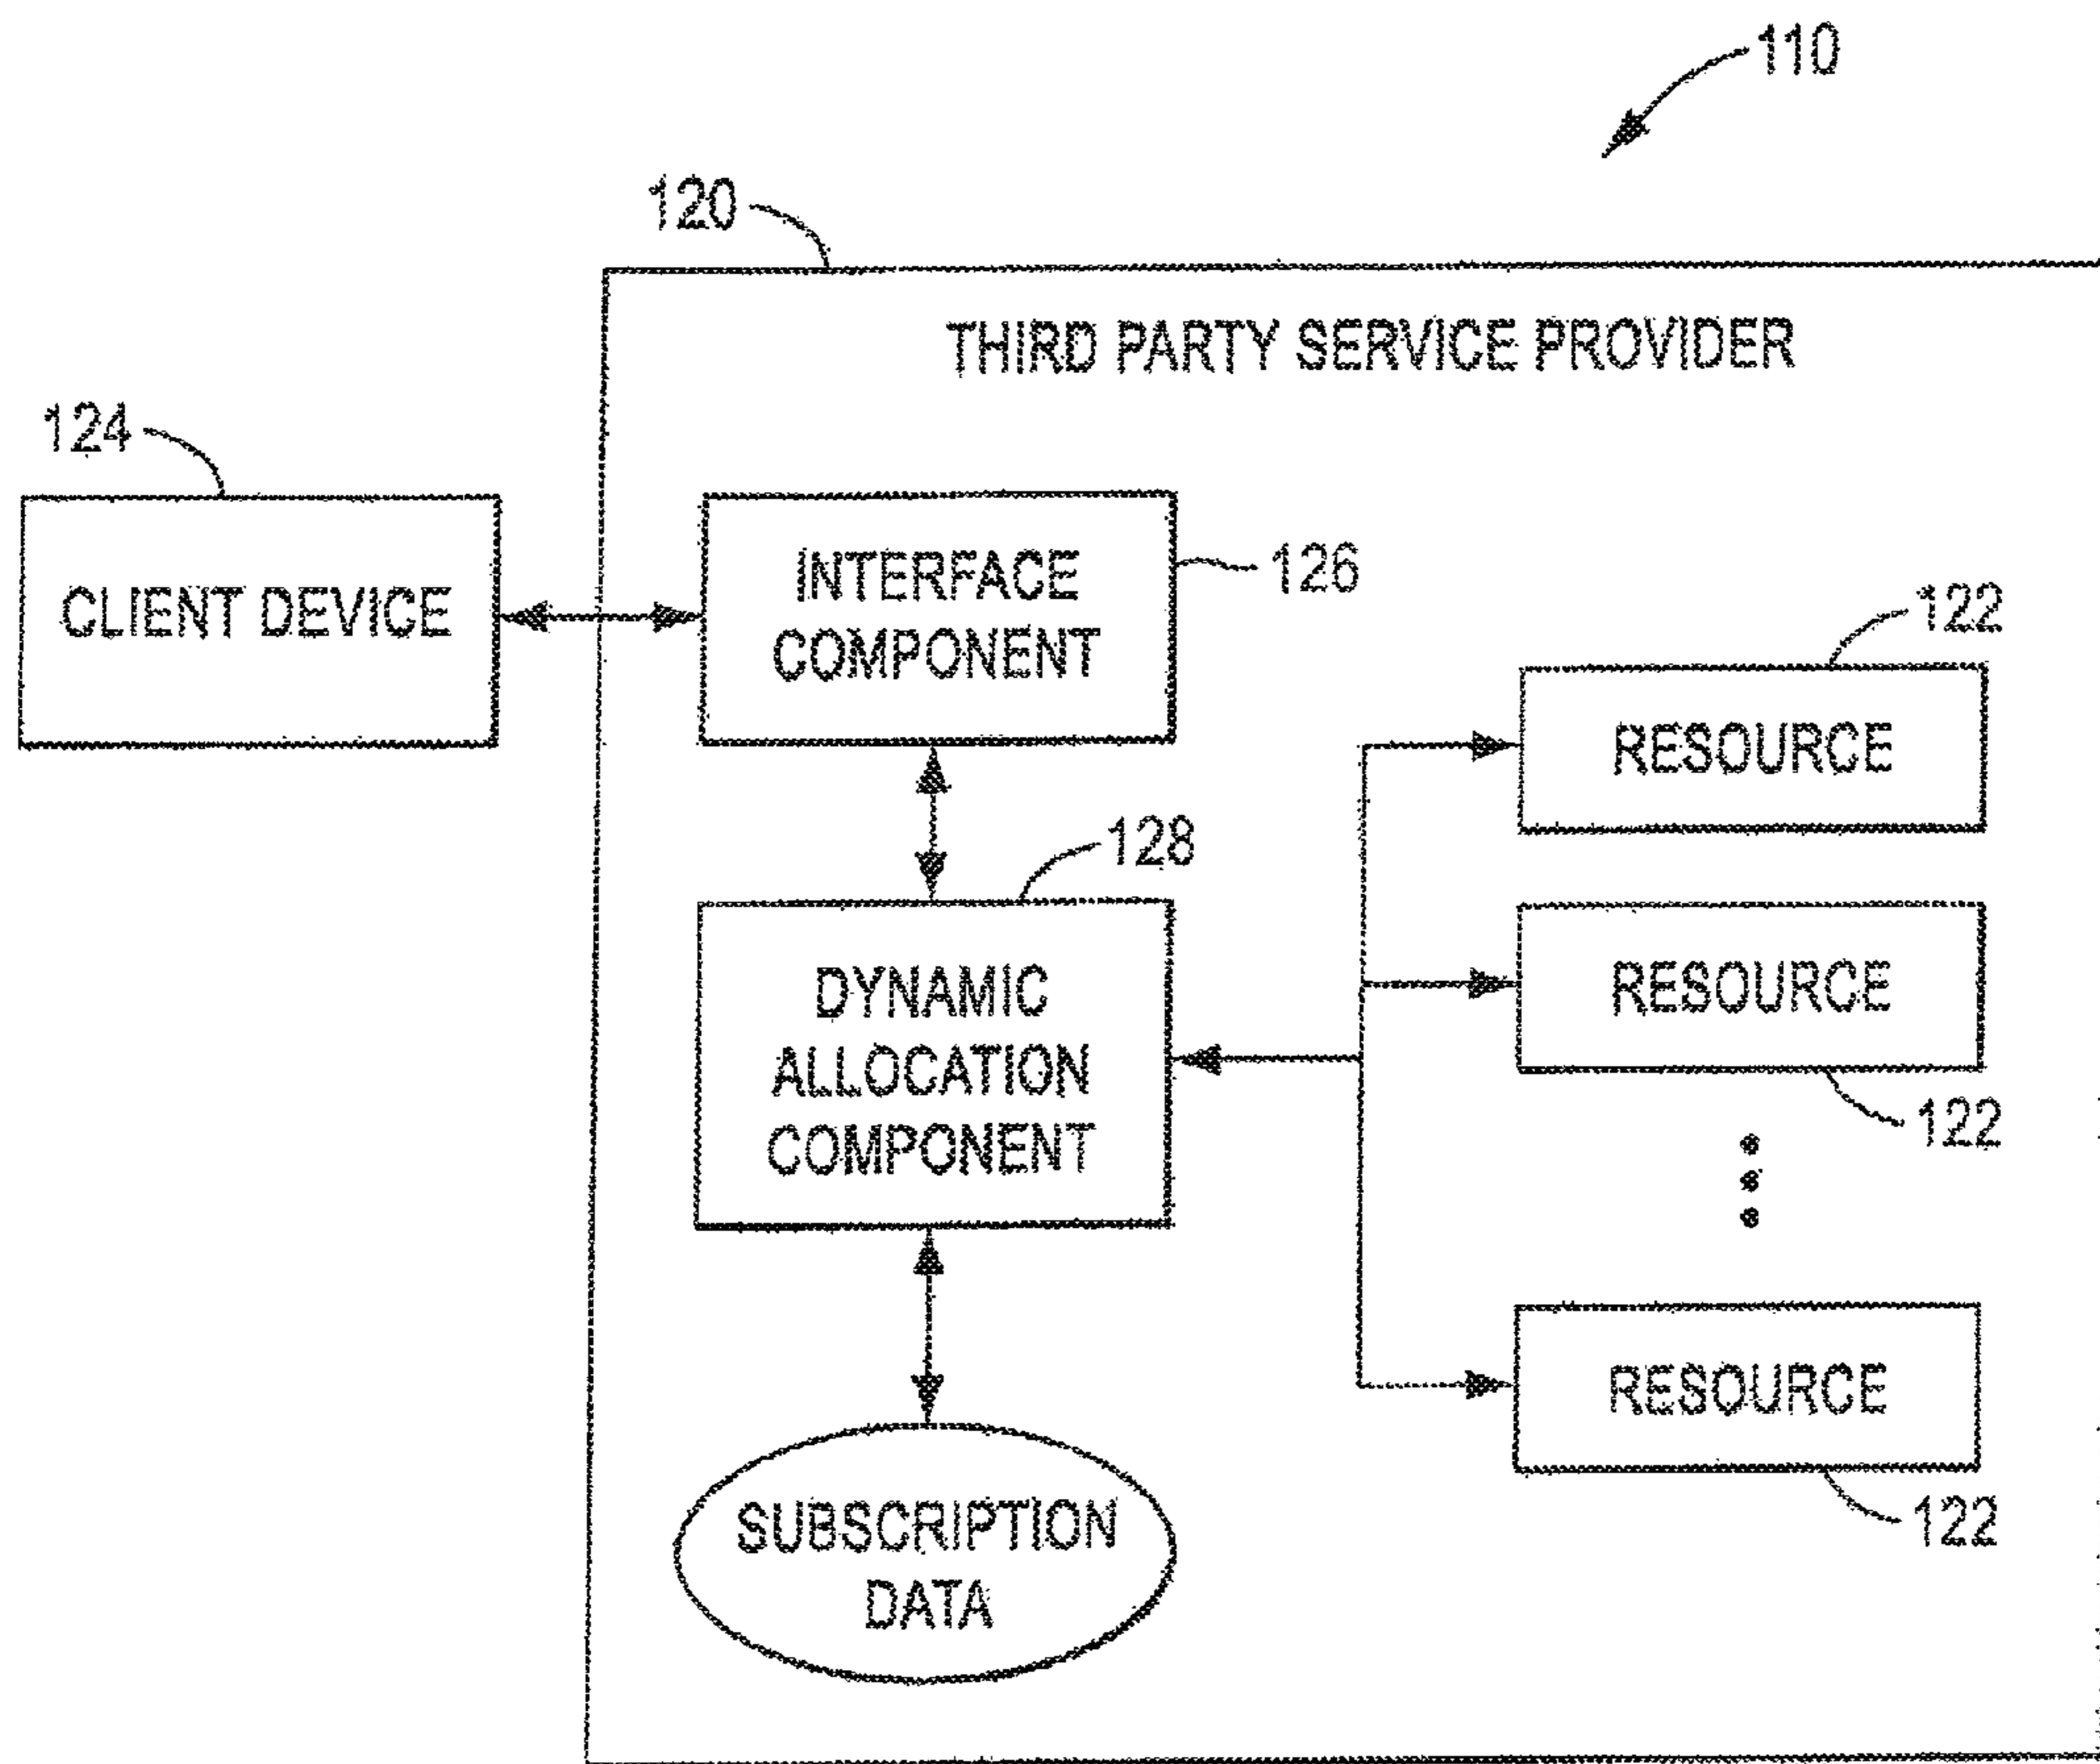 110
120
THIRD PARTY SERVICE PROVIDER
124
CLIENT DEVICE
INTERFACE
COMPONENT
126
122
RESOURCE
128
DYNAMIC
ALLOCATION
COMPONENT
RESOURCE
122
RESOURCE
122
SUBSCRIPTION
DATA